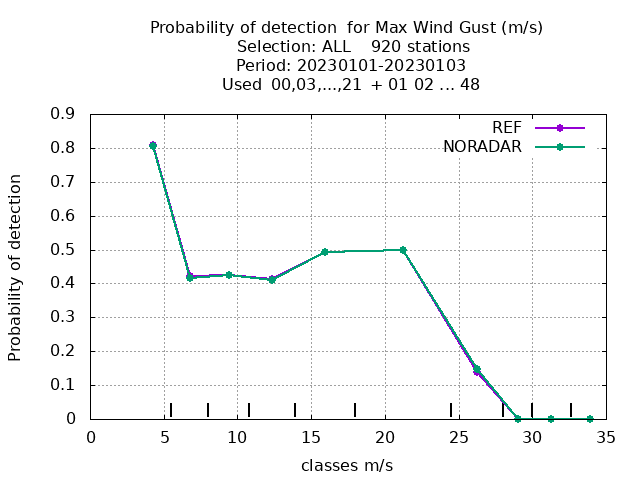 Probability of detection  for Max Wind Gust (m/s)
Selection: ALL    920 stations
Period: 20230101-20230103
Used  00,03,...,21  + 01 02 ... 48
REF
NORADAR
0.9
0.8
0.7
0.6
0.5
0.4
0.3
0.2
0.1
0
Probability of detection
0 5 10 15 20 25 30 35
classes m/s